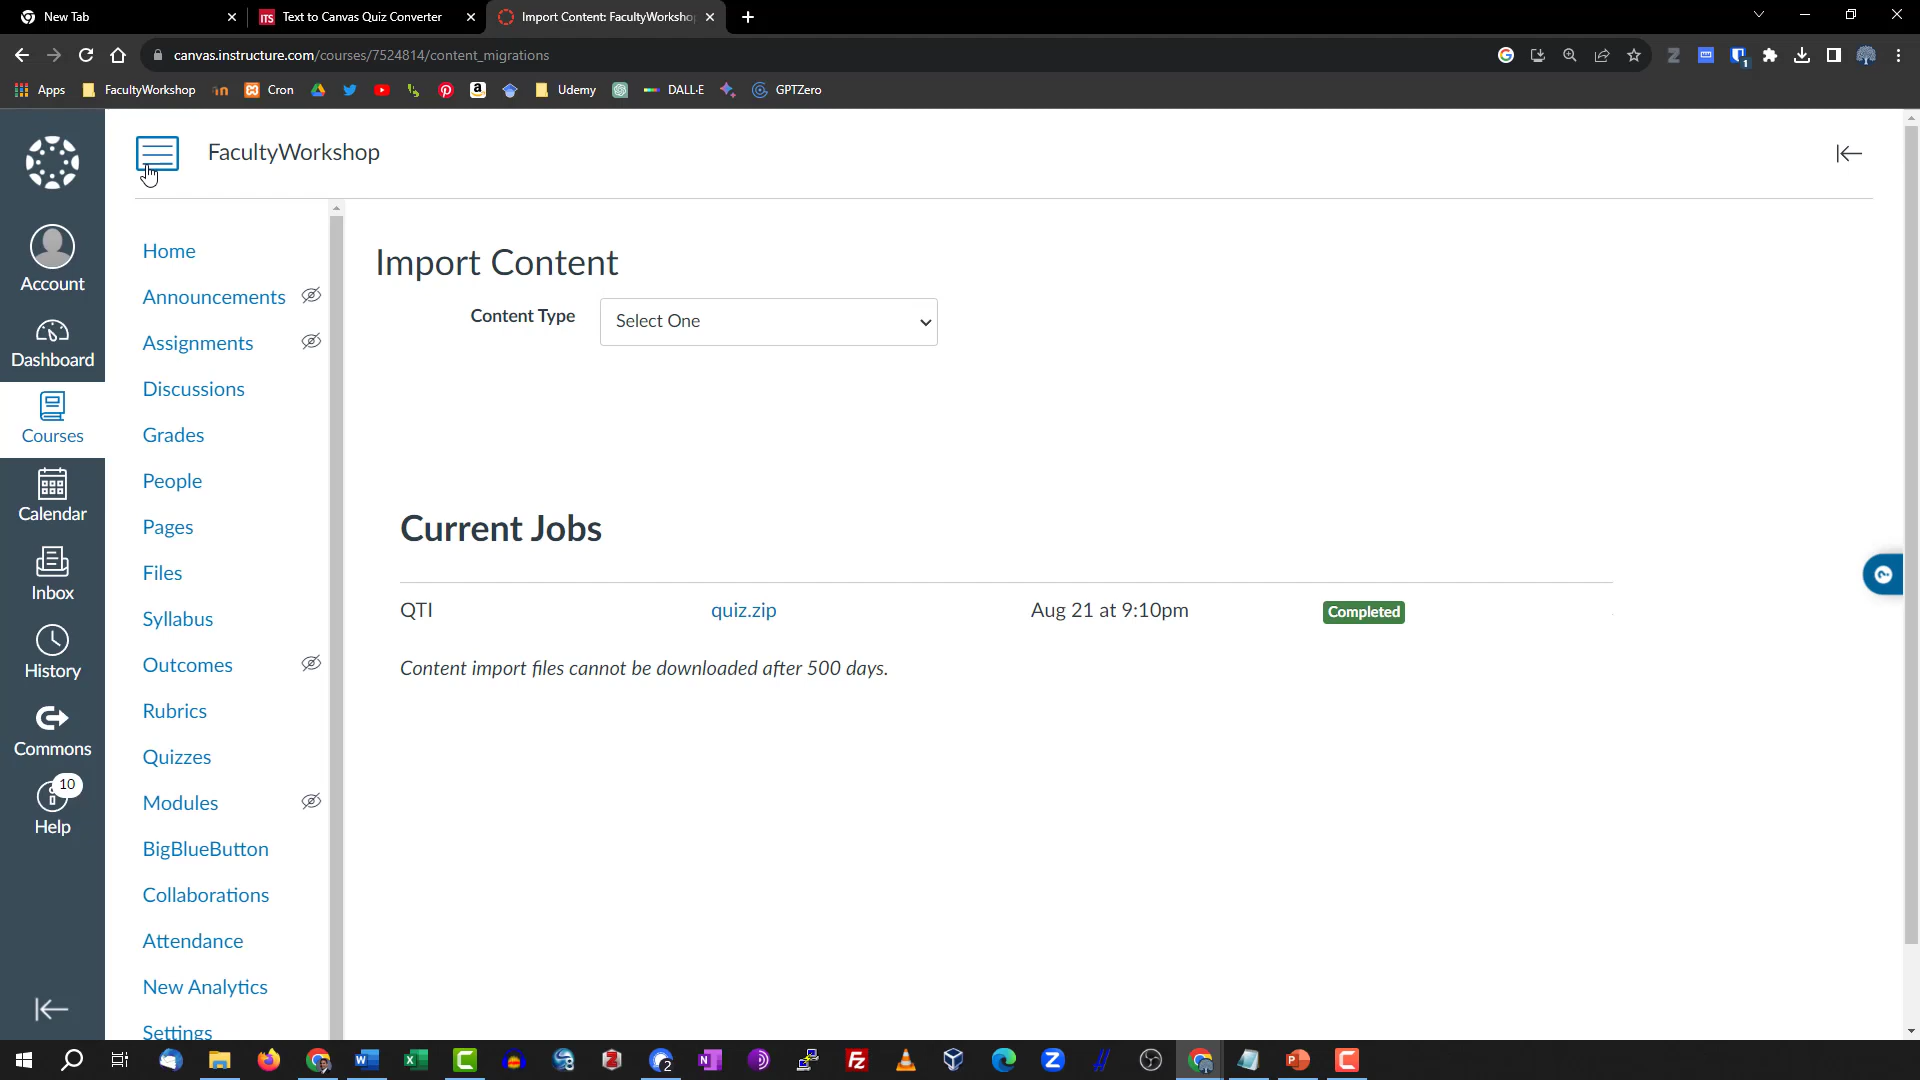 New Tab
ITS Text to Canvas Quiz Converter
Import Content: FacultyWorksho
canvas.instructure.com/courses/7524814/content_migrations
1
Apps
FacultyWorkshop
Cron
Udemy
DALL·E
GPTZero
FacultyWorkshop
Account
Dashboard
Courses
Calendar
Inbox
History
Commons
10
Help
Home
Announcements
Assignments
Discussions
Grades
People
Pages
Files
Syllabus
Outcomes
Rubrics
Quizzes
Modules
BigBlueButton
Collaborations
Attendance
New Analytics
Settings
Import Content
Content Type Select One
Current Jobs
QTI quiz.zip Aug 21 at 9:10pm Completed
Content import files cannot be downloaded after 500 days.
2